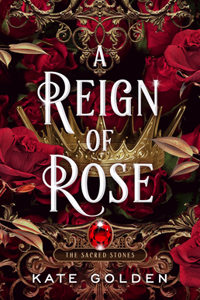 A
REIGN
OF
ROSE
THE SACRED STONES
KATE GOLDEN